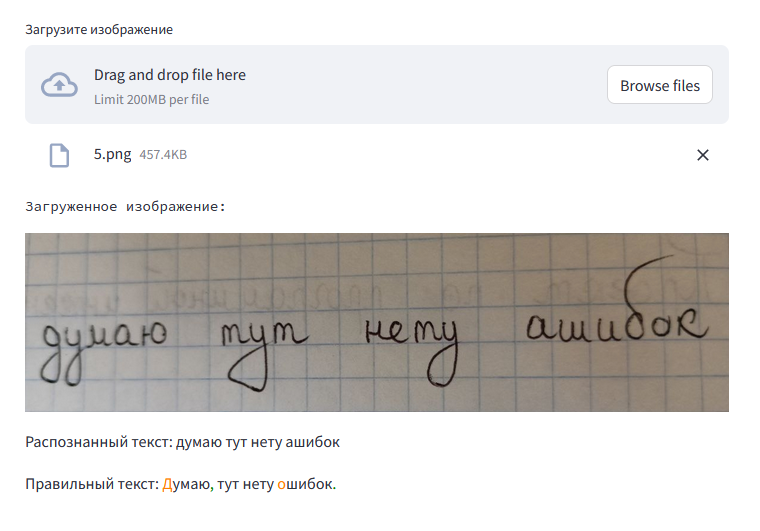 Загрузите изображение
Drag and drop file here
Limit 200MB per file
Browse files
5.png 457.4KB
Загруженное изображение:
думаю тут нету ашибок
Распознанный текст: думаю тут нету ашибок
Правильный текст: Думаю, тут нету ошибок.